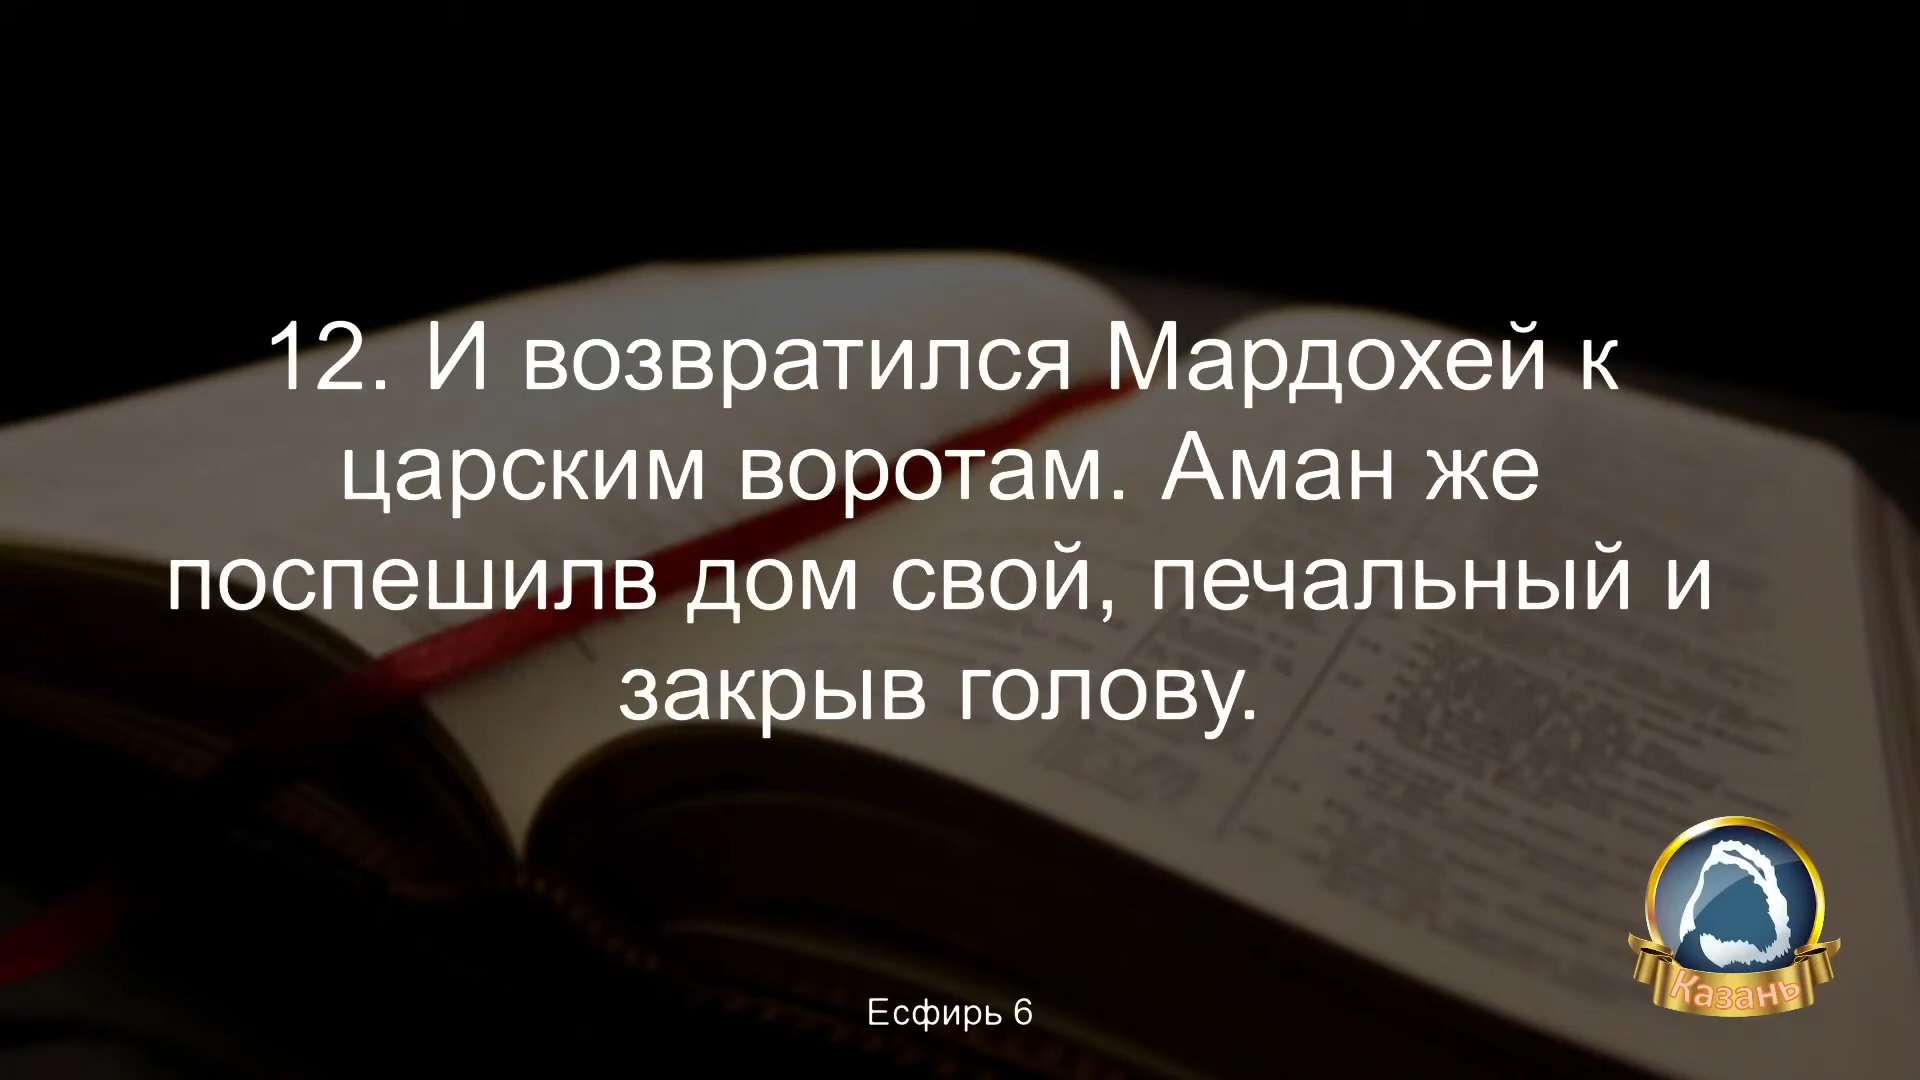 12. И возвратился Мардохей к
царским воротам. Аман же
поспешилв дом свой, печальный и
закрыв голову.
Есфирь 6
Казань